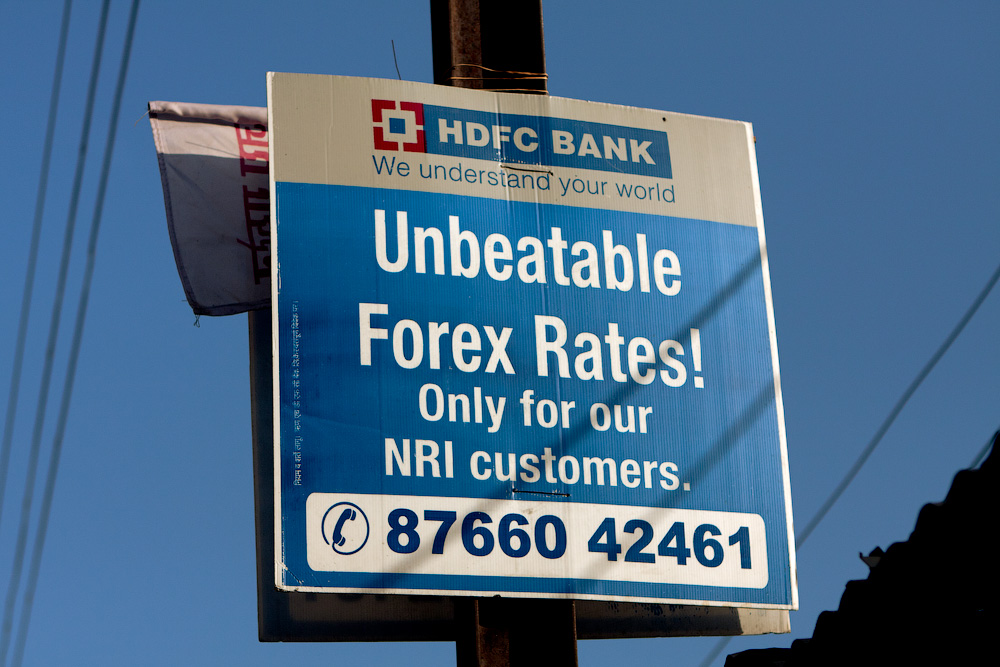 HDFC BANK
We understand your world
Unbeatable
Forex Rates!
Only for our
NRI customers.
87660 42461